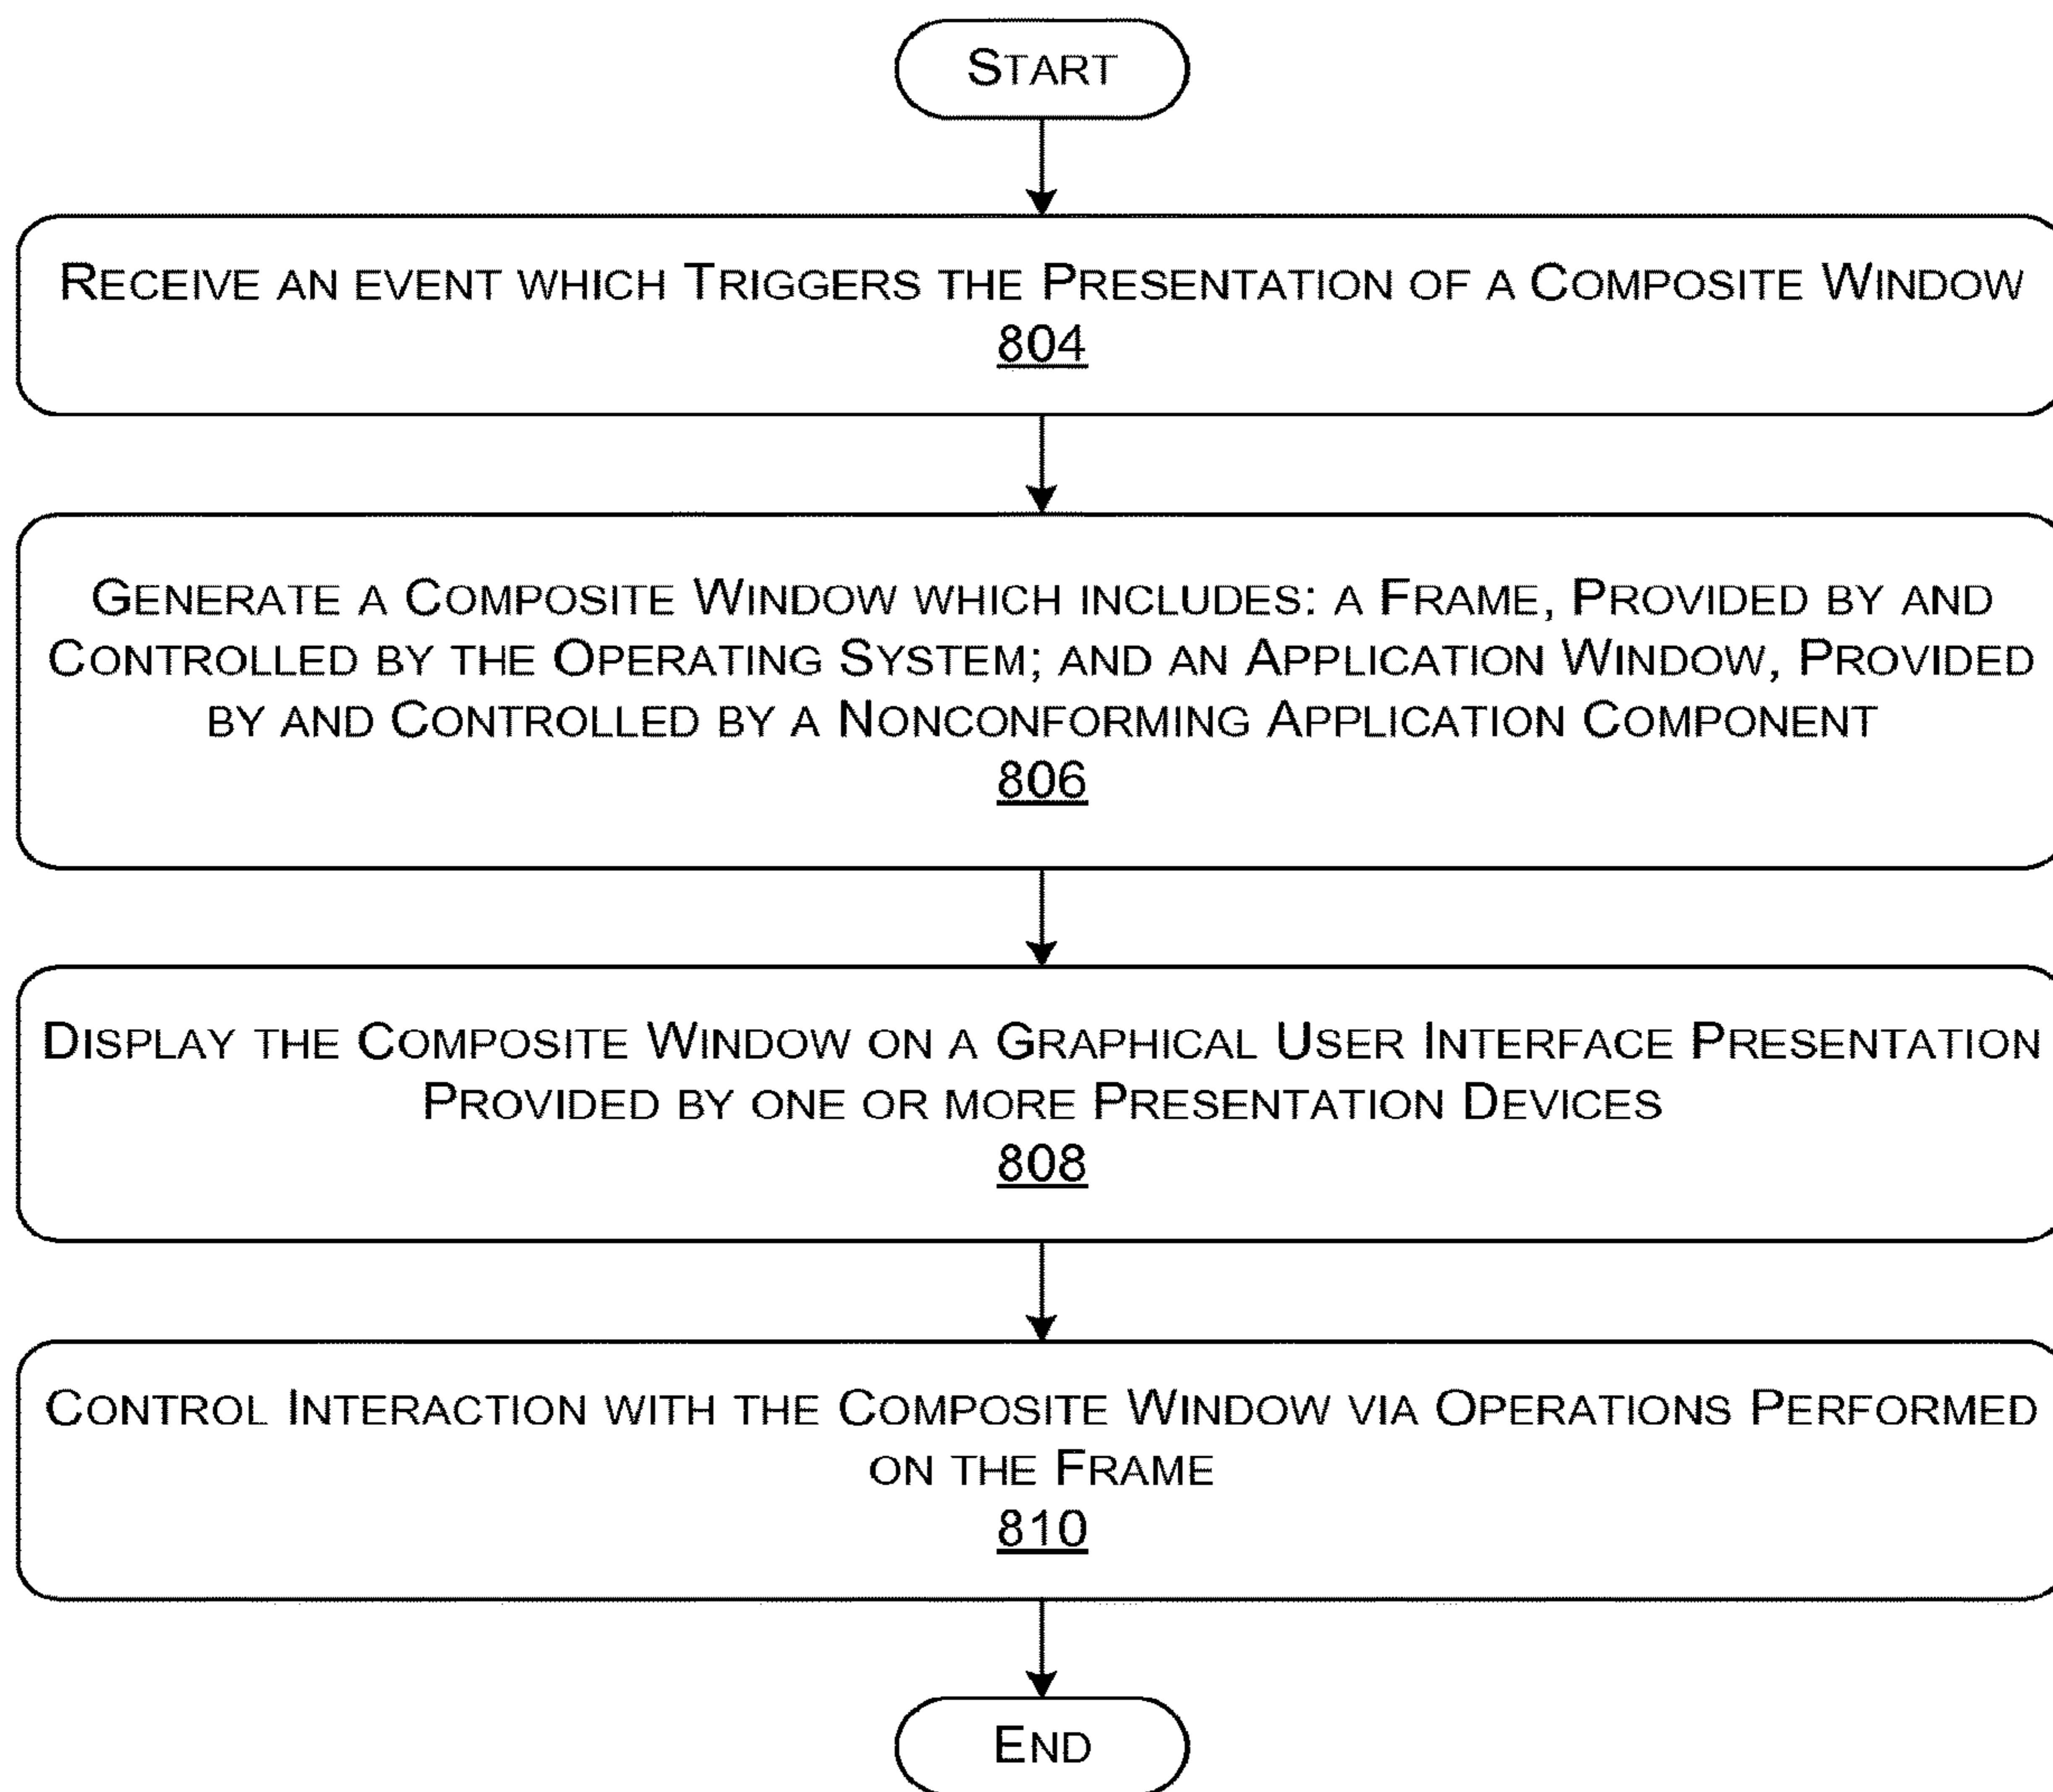 START
RECEIVE AN EVENT WHICH TRIGGERS THE PRESENTATION OF A COMPOSITE WINDOW
804
GENERATE A COMPOSITE WINDOW WHICH INCLUDES: A FRAME, PROVIDED BY AND
CONTROLLED BY THE OPERATING SYSTEM; AND AN APPLICATION WINDOW, PROVIDED
BY AND CONTROLLED BY A NONCONFORMING APPLICATION COMPONENT
806
DISPLAY THE COMPOSITE WINDOW ON A GRAPHICAL USER INTERFACE PRESENTATION
PROVIDED BY ONE OR MORE PRESENTATION DEVICES
808
CONTROL INTERACTION WITH THE COMPOSITE WINDOW VIA OPERATIONS PERFORMED
ON THE FRAME
810
END